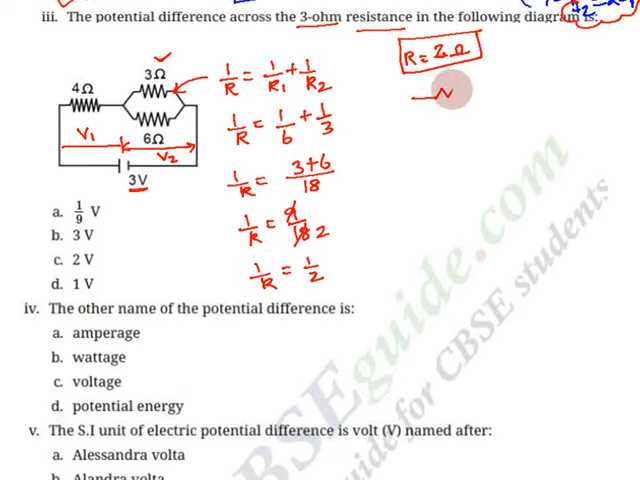 iii. The potential difference across the 3-ohm resistance in the following diagram is:
R = 2Ω
3Ω
4Ω
6Ω
V1
V2
3V
1/R = 1/R1 + 1/R2
1/R = 1/6 + 1/3
1/R = 3+6/18
1/R = 9/18 2
1/R = 1/2
a. 1/9 V
b. 3 V
c. 2 V
d. 1 V
iv. The other name of the potential difference is:
a. amperage
b. wattage
c. voltage
d. potential energy
v. The S.I unit of electric potential difference is volt (V) named after:
a. Alessandra volta
b. Alandra volta
CBSEguide.com
Guide for CBSE students